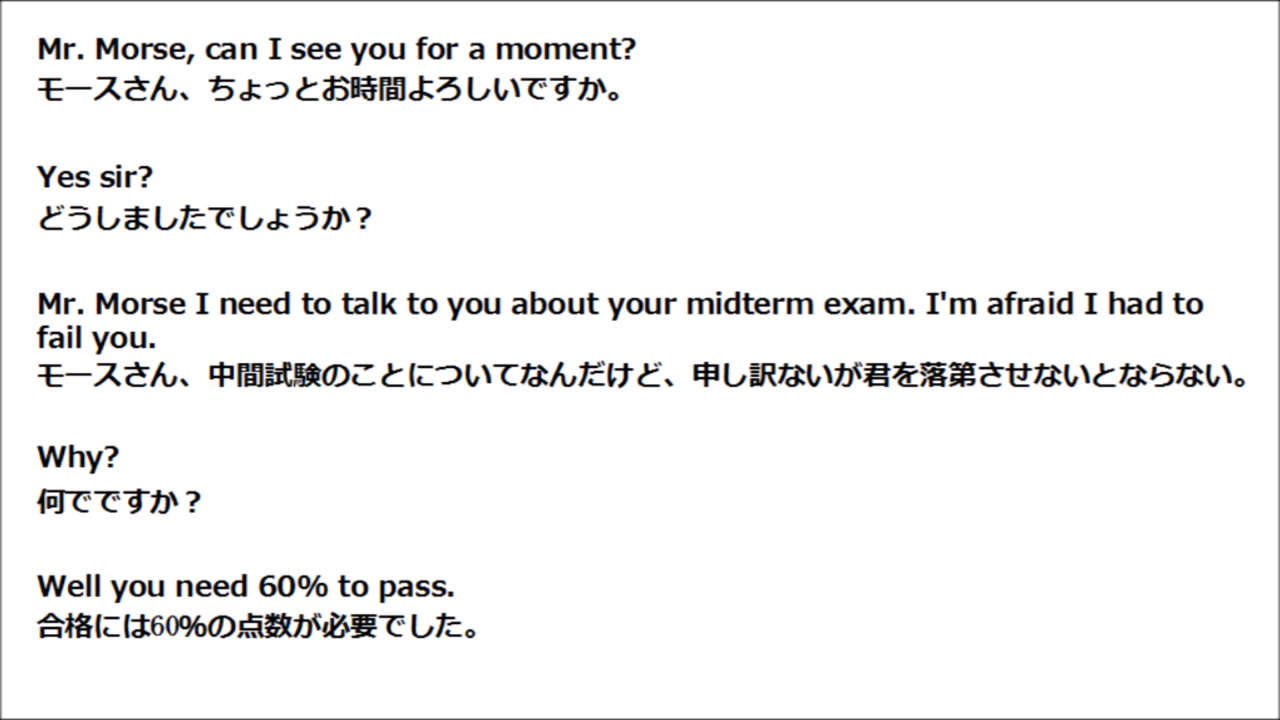 Mr. Morse, can I see you for a moment?
モースさん、ちょっとお時間よろしいですか。
Yes sir?
どうしましたでしょうか？
Mr. Morse I need to talk to you about your midterm exam. I'm afraid I had to
fail you.
モースさん、中間試験のことについてなんだけど、申し訳ないが君を落第させないとならない。
Why?
何でですか？
Well you need 60% to pass.
合格には60%の点数が必要でした。